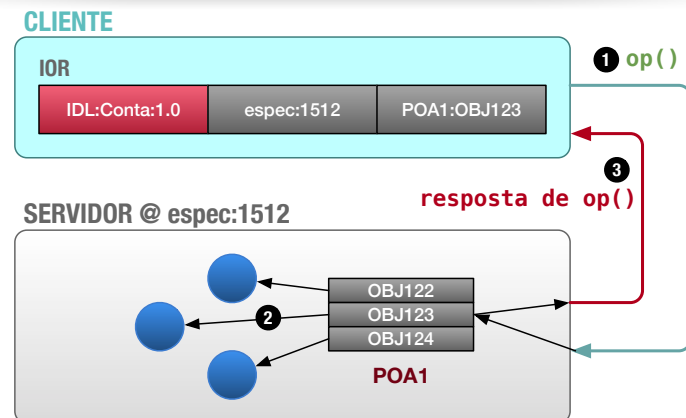 CLIENTE
IOR
IDL:Conta:1.0 espec:1512 POA1:OBJ123
1 op()
3
resposta de op()
SERVIDOR @ espec:1512
OBJ122
2 OBJ123
OBJ124
POA1